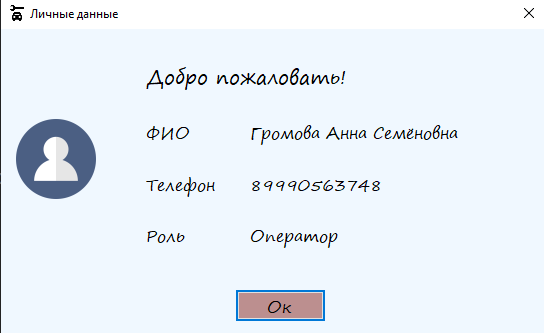 Личные данные
Добро пожаловать!
ФИО Громова Анна Семёновна
Телефон 89990563748
Роль Оператор
Ок